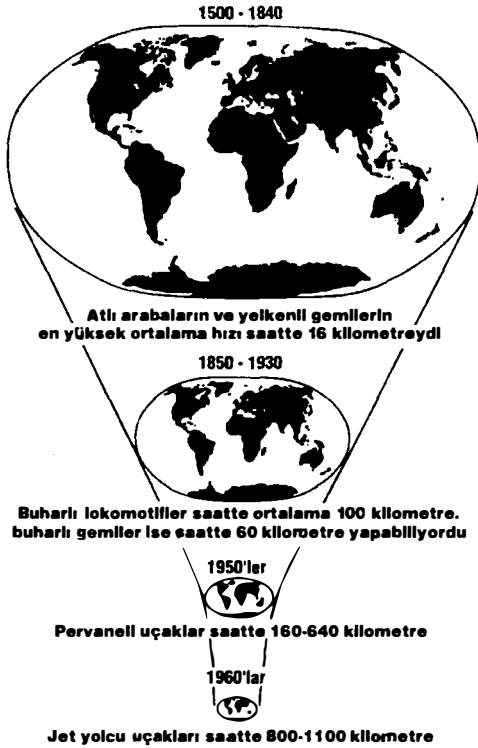 1500 - 1840
Atlı arabaların ve yelkenli gemilerin
en yüksek ortalama hızı saatte 16 kilometreydi
1850 - 1930
Buharlı lokomotifler saatte ortalama 100 kilometre.
buharlı gemiler ise saatte 60 kilometre yapabiliyordu
1950'ler
Pervaneli uçaklar saatte 160-640 kilometre
1960'lar
Jet yolcu uçakları saatte 800-1100 kilometre